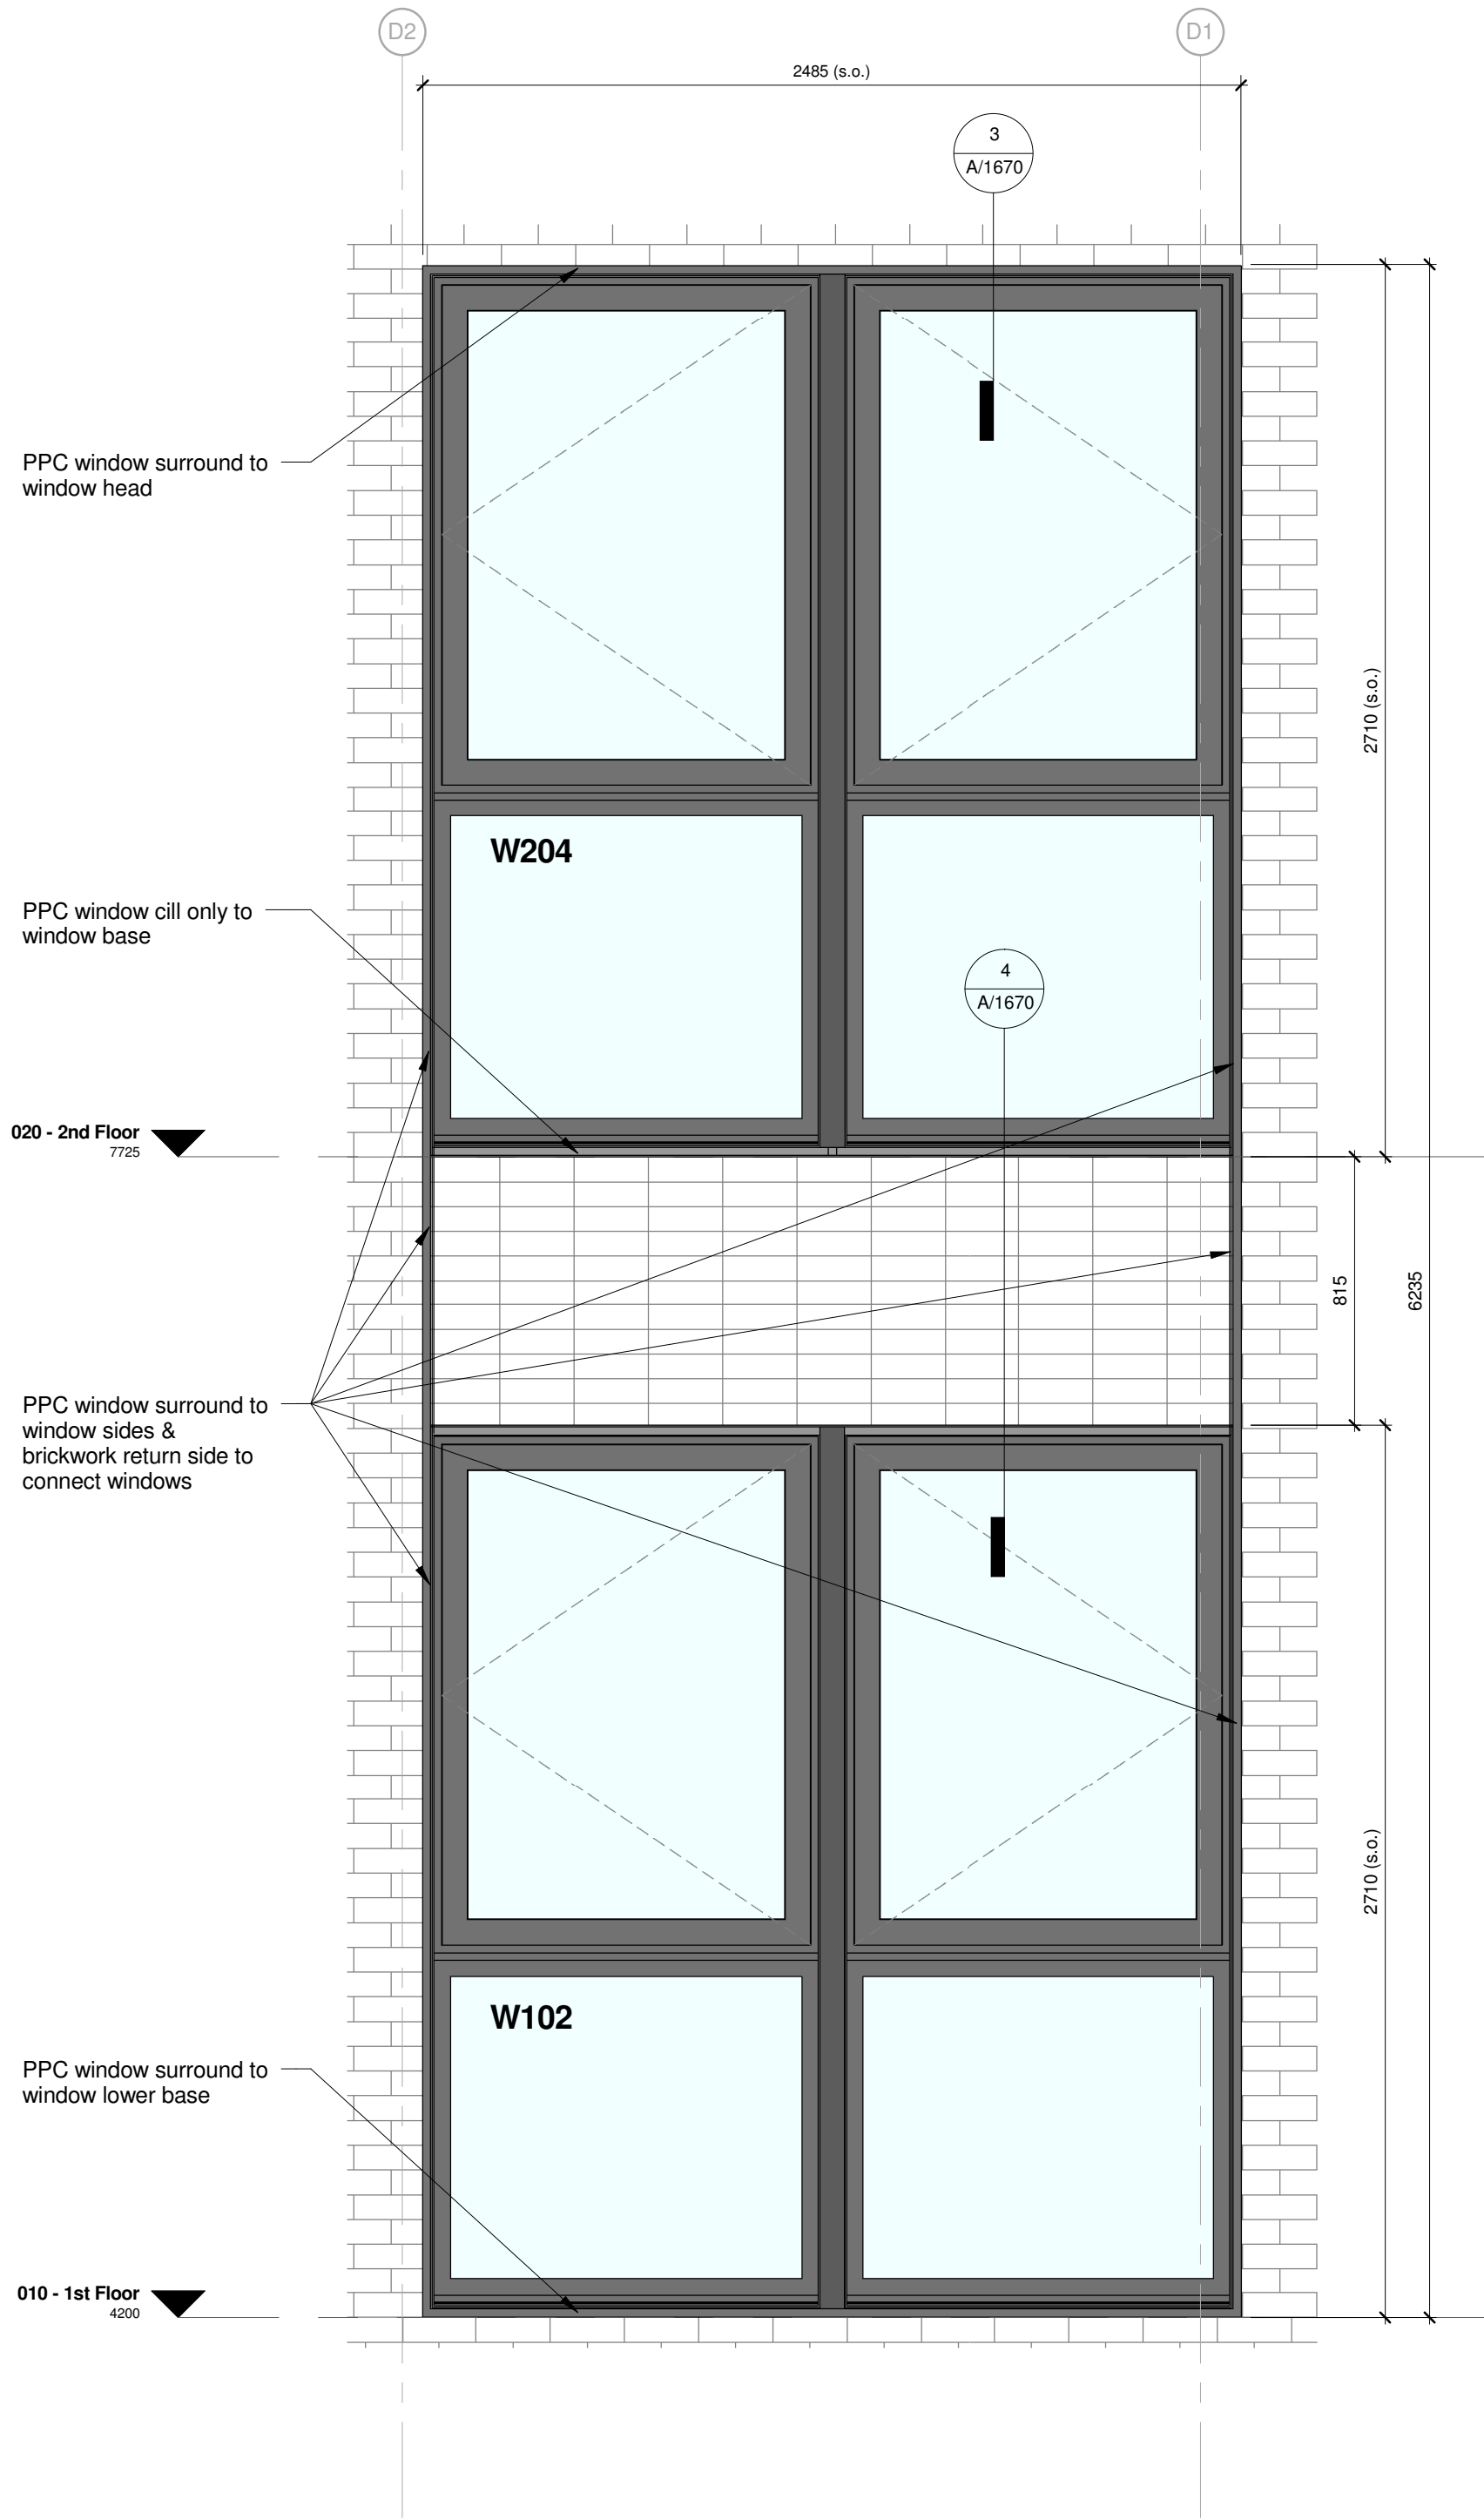 D2
D1
2485 (s.o.)
3
A/1670
PPC window surround to
window head
2710 (s.o.)
W204
PPC window cill only to
window base
4
A/1670
020 - 2nd Floor
7725
815
6235
PPC window surround to
window sides &
brickwork return side to
connect windows
2710 (s.o.)
W102
PPC window surround to
window lower base
010 - 1st Floor
4200